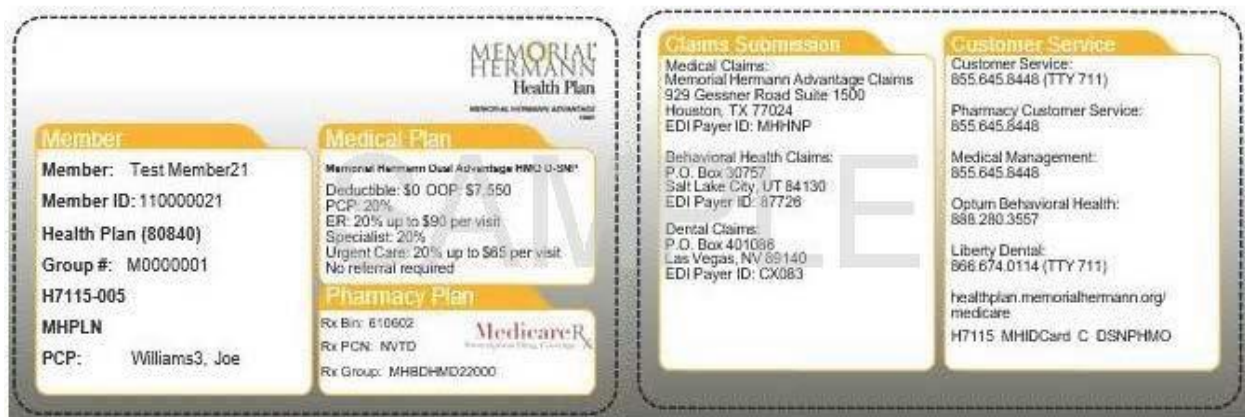 MEMORIAL
HERMANN
Health Plan
MEMORIAL HERMANN ADVANTAGE
HMO
Member
Member: Test Member21
Member ID: 110000021
Health Plan (80840)
Group #: M0000001
H7115-005
MHPLN
PCP: Williams3, Joe
Medical Plan
Memorial Hermann Dual Advantage HMO D-SNP
Deductible: $0 OOP: $7,550
PCP: 20%
ER: 20% up to $90 per visit
Specialist: 20%
Urgent Care: 20% up to $65 per visit
No referral required
Pharmacy Plan
Rx Bin: 610602
MedicareRx
Prescription Drug Coverage
Rx PCN: NVTD
Rx Group: MHBDHMD22000
Claims Submission
Medical Claims:
Memorial Hermann Advantage Claims
929 Gessner Road Suite 1500
Houston, TX 77024
EDI Payer ID: MHHNP
Behavioral Health Claims:
P.O. Box 30757
Salt Lake City, UT 84130
EDI Payer ID: 87726
Dental Claims:
P.O. Box 401086
Las Vegas, NV 89140
EDI Payer ID: CX083
Customer Service
Customer Service:
855.645.8448 (TTY 711)
Pharmacy Customer Service:
855.645.8448
Medical Management:
855.645.8448
Optum Behavioral Health:
888.280.3557
Liberty Dental:
866.674.0114 (TTY 711)
healthplan.memorialhermann.org/
medicare
H7115 MHIDCard C DSNPHMO
SAMPLE